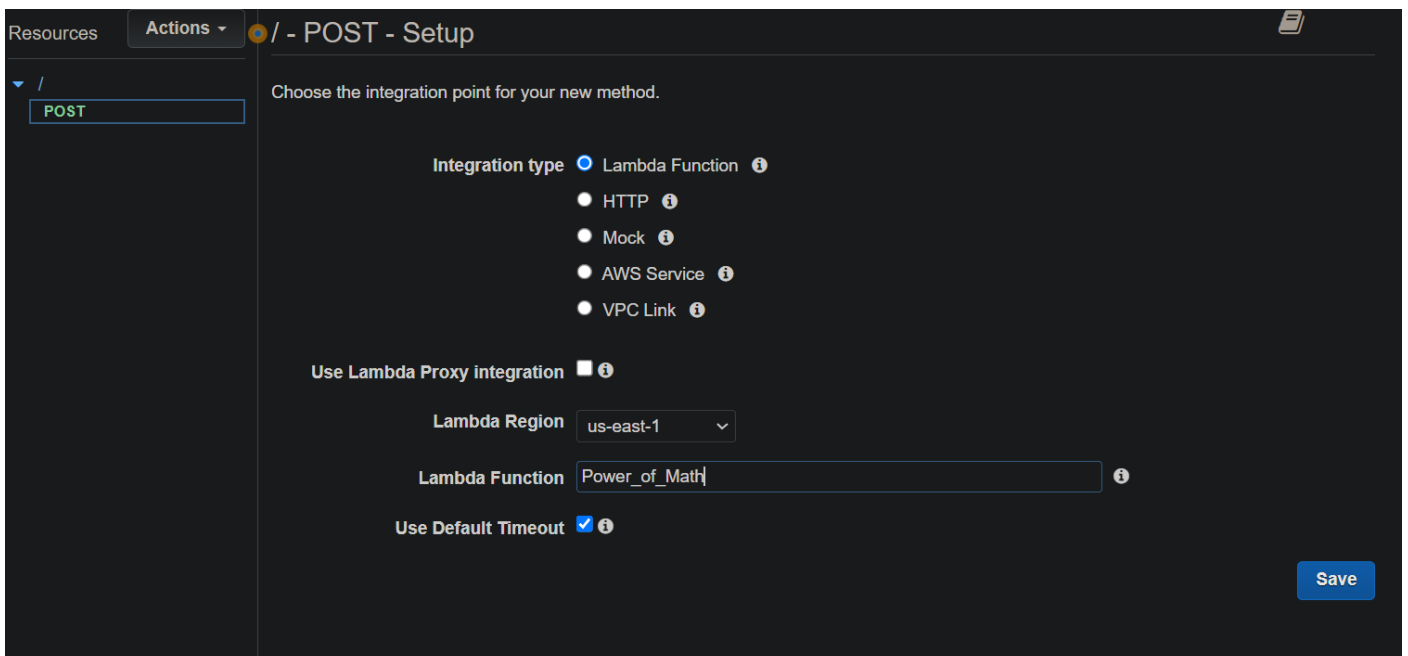 Resources
Actions
/ - POST - Setup
/
POST
Choose the integration point for your new method.
Integration type
Lambda Function
HTTP
Mock
AWS Service
VPC Link
Use Lambda Proxy integration
Lambda Region
us-east-1
Lambda Function
Power_of_Math
Use Default Timeout
Save